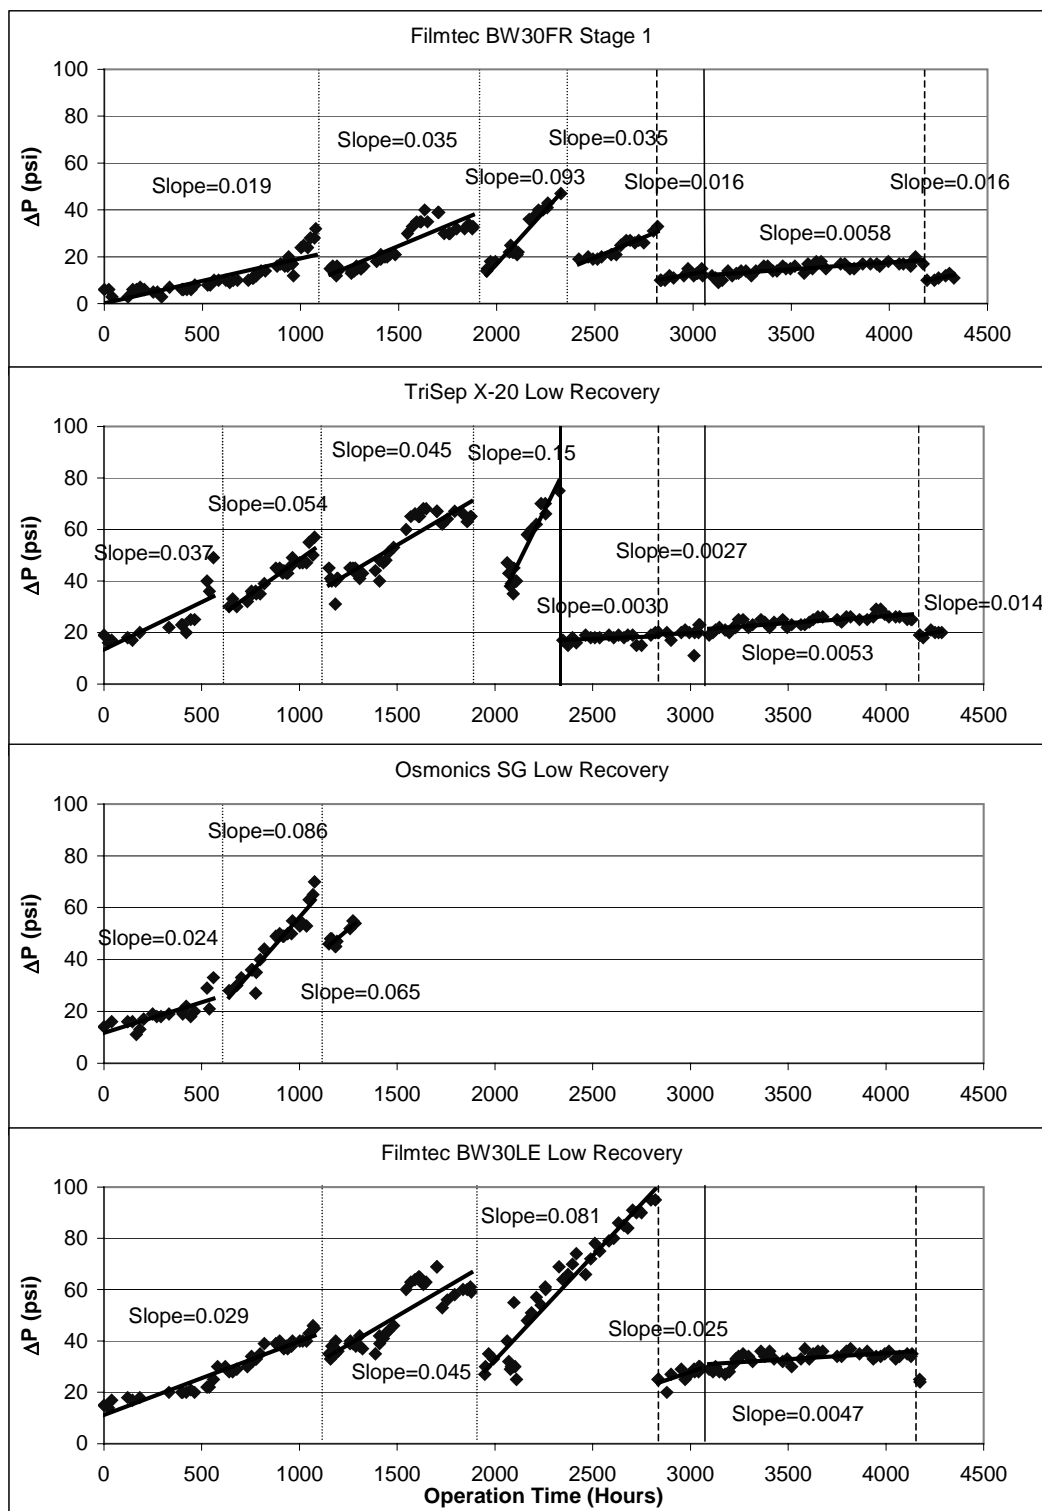 Filmtec BW30FR Stage 1
100
80
60
40
20
0
ΔP (psi)
Slope=0.019
Slope=0.035
Slope=0.093
Slope=0.035
Slope=0.016
Slope=0.0058
Slope=0.016
0 500 1000 1500 2000 2500 3000 3500 4000 4500
TriSep X-20 Low Recovery
100
80
60
40
20
0
ΔP (psi)
Slope=0.037
Slope=0.054
Slope=0.045
Slope=0.15
Slope=0.0030
Slope=0.0027
Slope=0.0053
Slope=0.014
0 500 1000 1500 2000 2500 3000 3500 4000 4500
Osmonics SG Low Recovery
100
80
60
40
20
0
ΔP (psi)
Slope=0.024
Slope=0.086
Slope=0.065
0 500 1000 1500 2000 2500 3000 3500 4000 4500
Filmtec BW30LE Low Recovery
100
80
60
40
20
0
ΔP (psi)
Slope=0.029
Slope=0.045
Slope=0.081
Slope=0.025
Slope=0.0047
0 500 1000 1500 2000 2500 3000 3500 4000 4500
Operation Time (Hours)